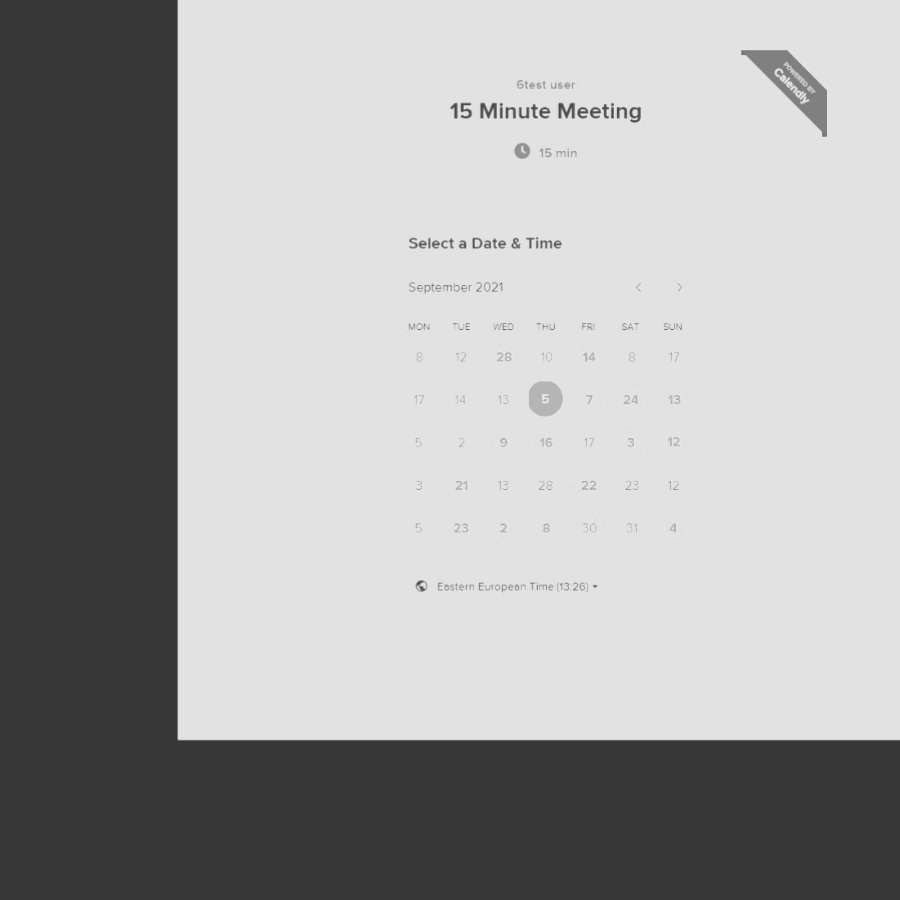 POWERED BY
Calendly
6test user
15 Minute Meeting
15 min
Select a Date & Time
September 2021
MON TUE WED THU FRI SAT SUN
8 12 28 10 14 8 17
17 14 13 5 7 24 13
5 2 9 16 17 3 12
3 21 13 28 22 23 12
5 23 2 8 30 31 4
Eastern European Time (13:26)